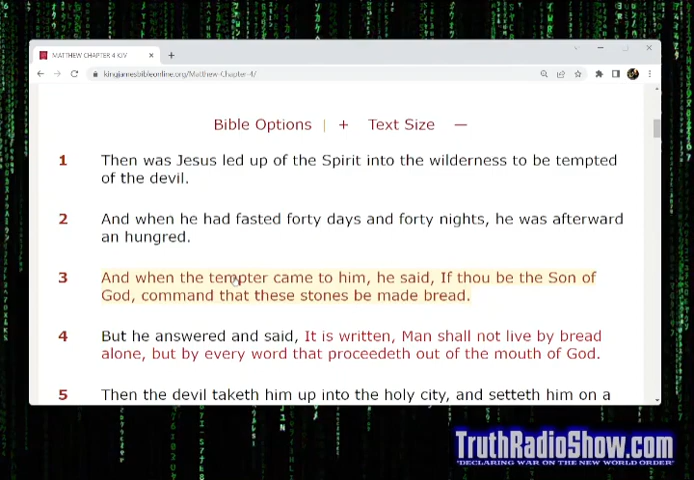 MATTHEW CHAPTER 4 KJV
kingjamesbibleonline.org/Matthew-Chapter-4/
Bible Options | + Text Size —
1 Then was Jesus led up of the Spirit into the wilderness to be tempted
of the devil.
2 And when he had fasted forty days and forty nights, he was afterward
an hungred.
3 And when the tempter came to him, he said, If thou be the Son of
God, command that these stones be made bread.
4 But he answered and said, It is written, Man shall not live by bread
alone, but by every word that proceedeth out of the mouth of God.
5 Then the devil taketh him up into the holy city, and setteth him on a
TruthRadioShow.com
"DECLARING WAR ON THE NEW WORLD ORDER"